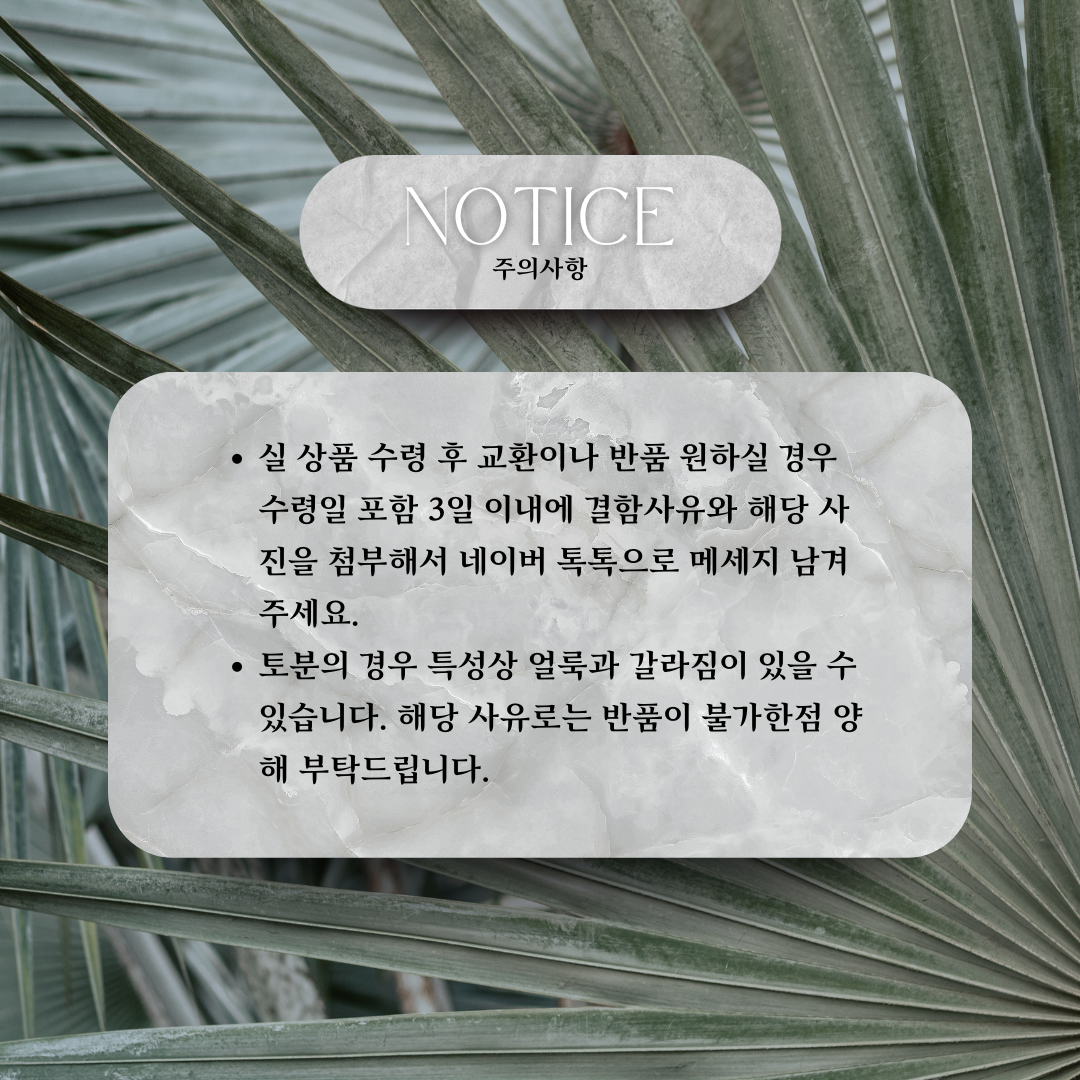 NOTICE
주의사항
• 실 상품 수령 후 교환이나 반품 원하실 경우
수령일 포함 3일 이내에 결함사유와 해당 사
진을 첨부해서 네이버 톡톡으로 메세지 남겨
주세요.
• 토분의 경우 특성상 얼룩과 갈라짐이 있을 수
있습니다. 해당 사유로는 반품이 불가한점 양
해 부탁드립니다.